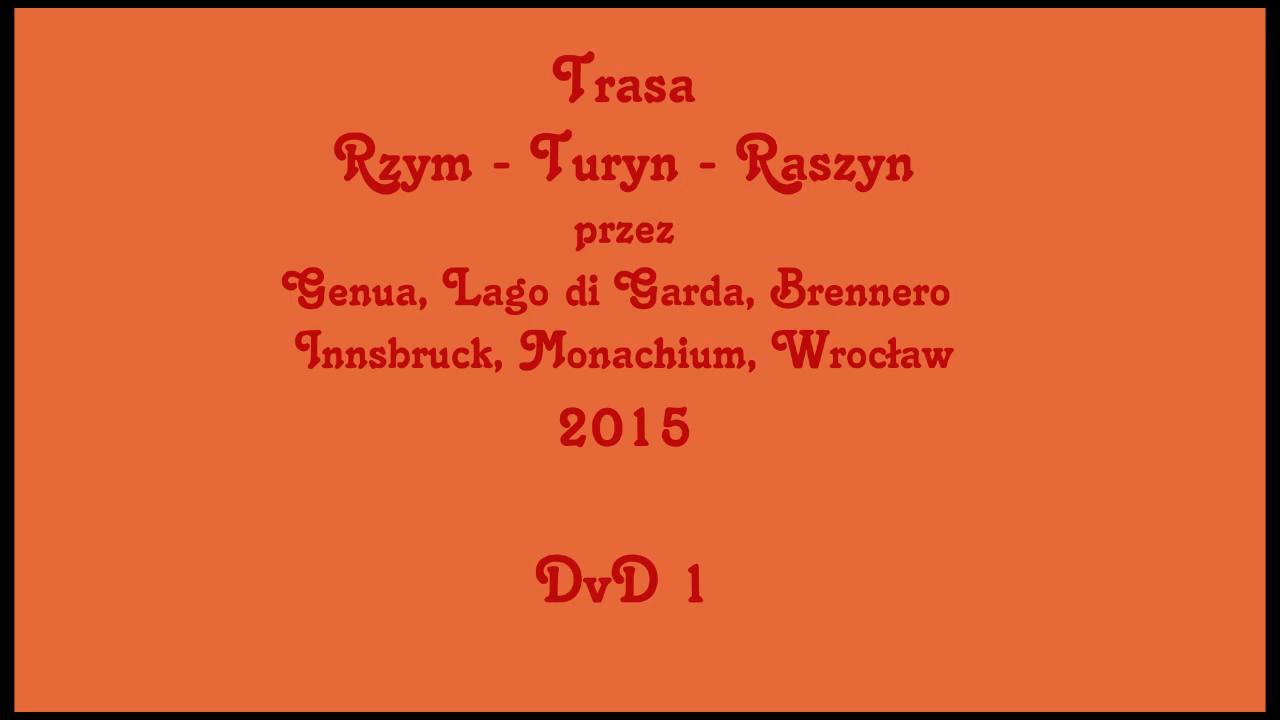 Trasa
Rzym - Turyn - Raszyn
przez
Genua, Lago di Garda, Brennero
Innsbruck, Monachium, Wrocław
2015
DvD 1